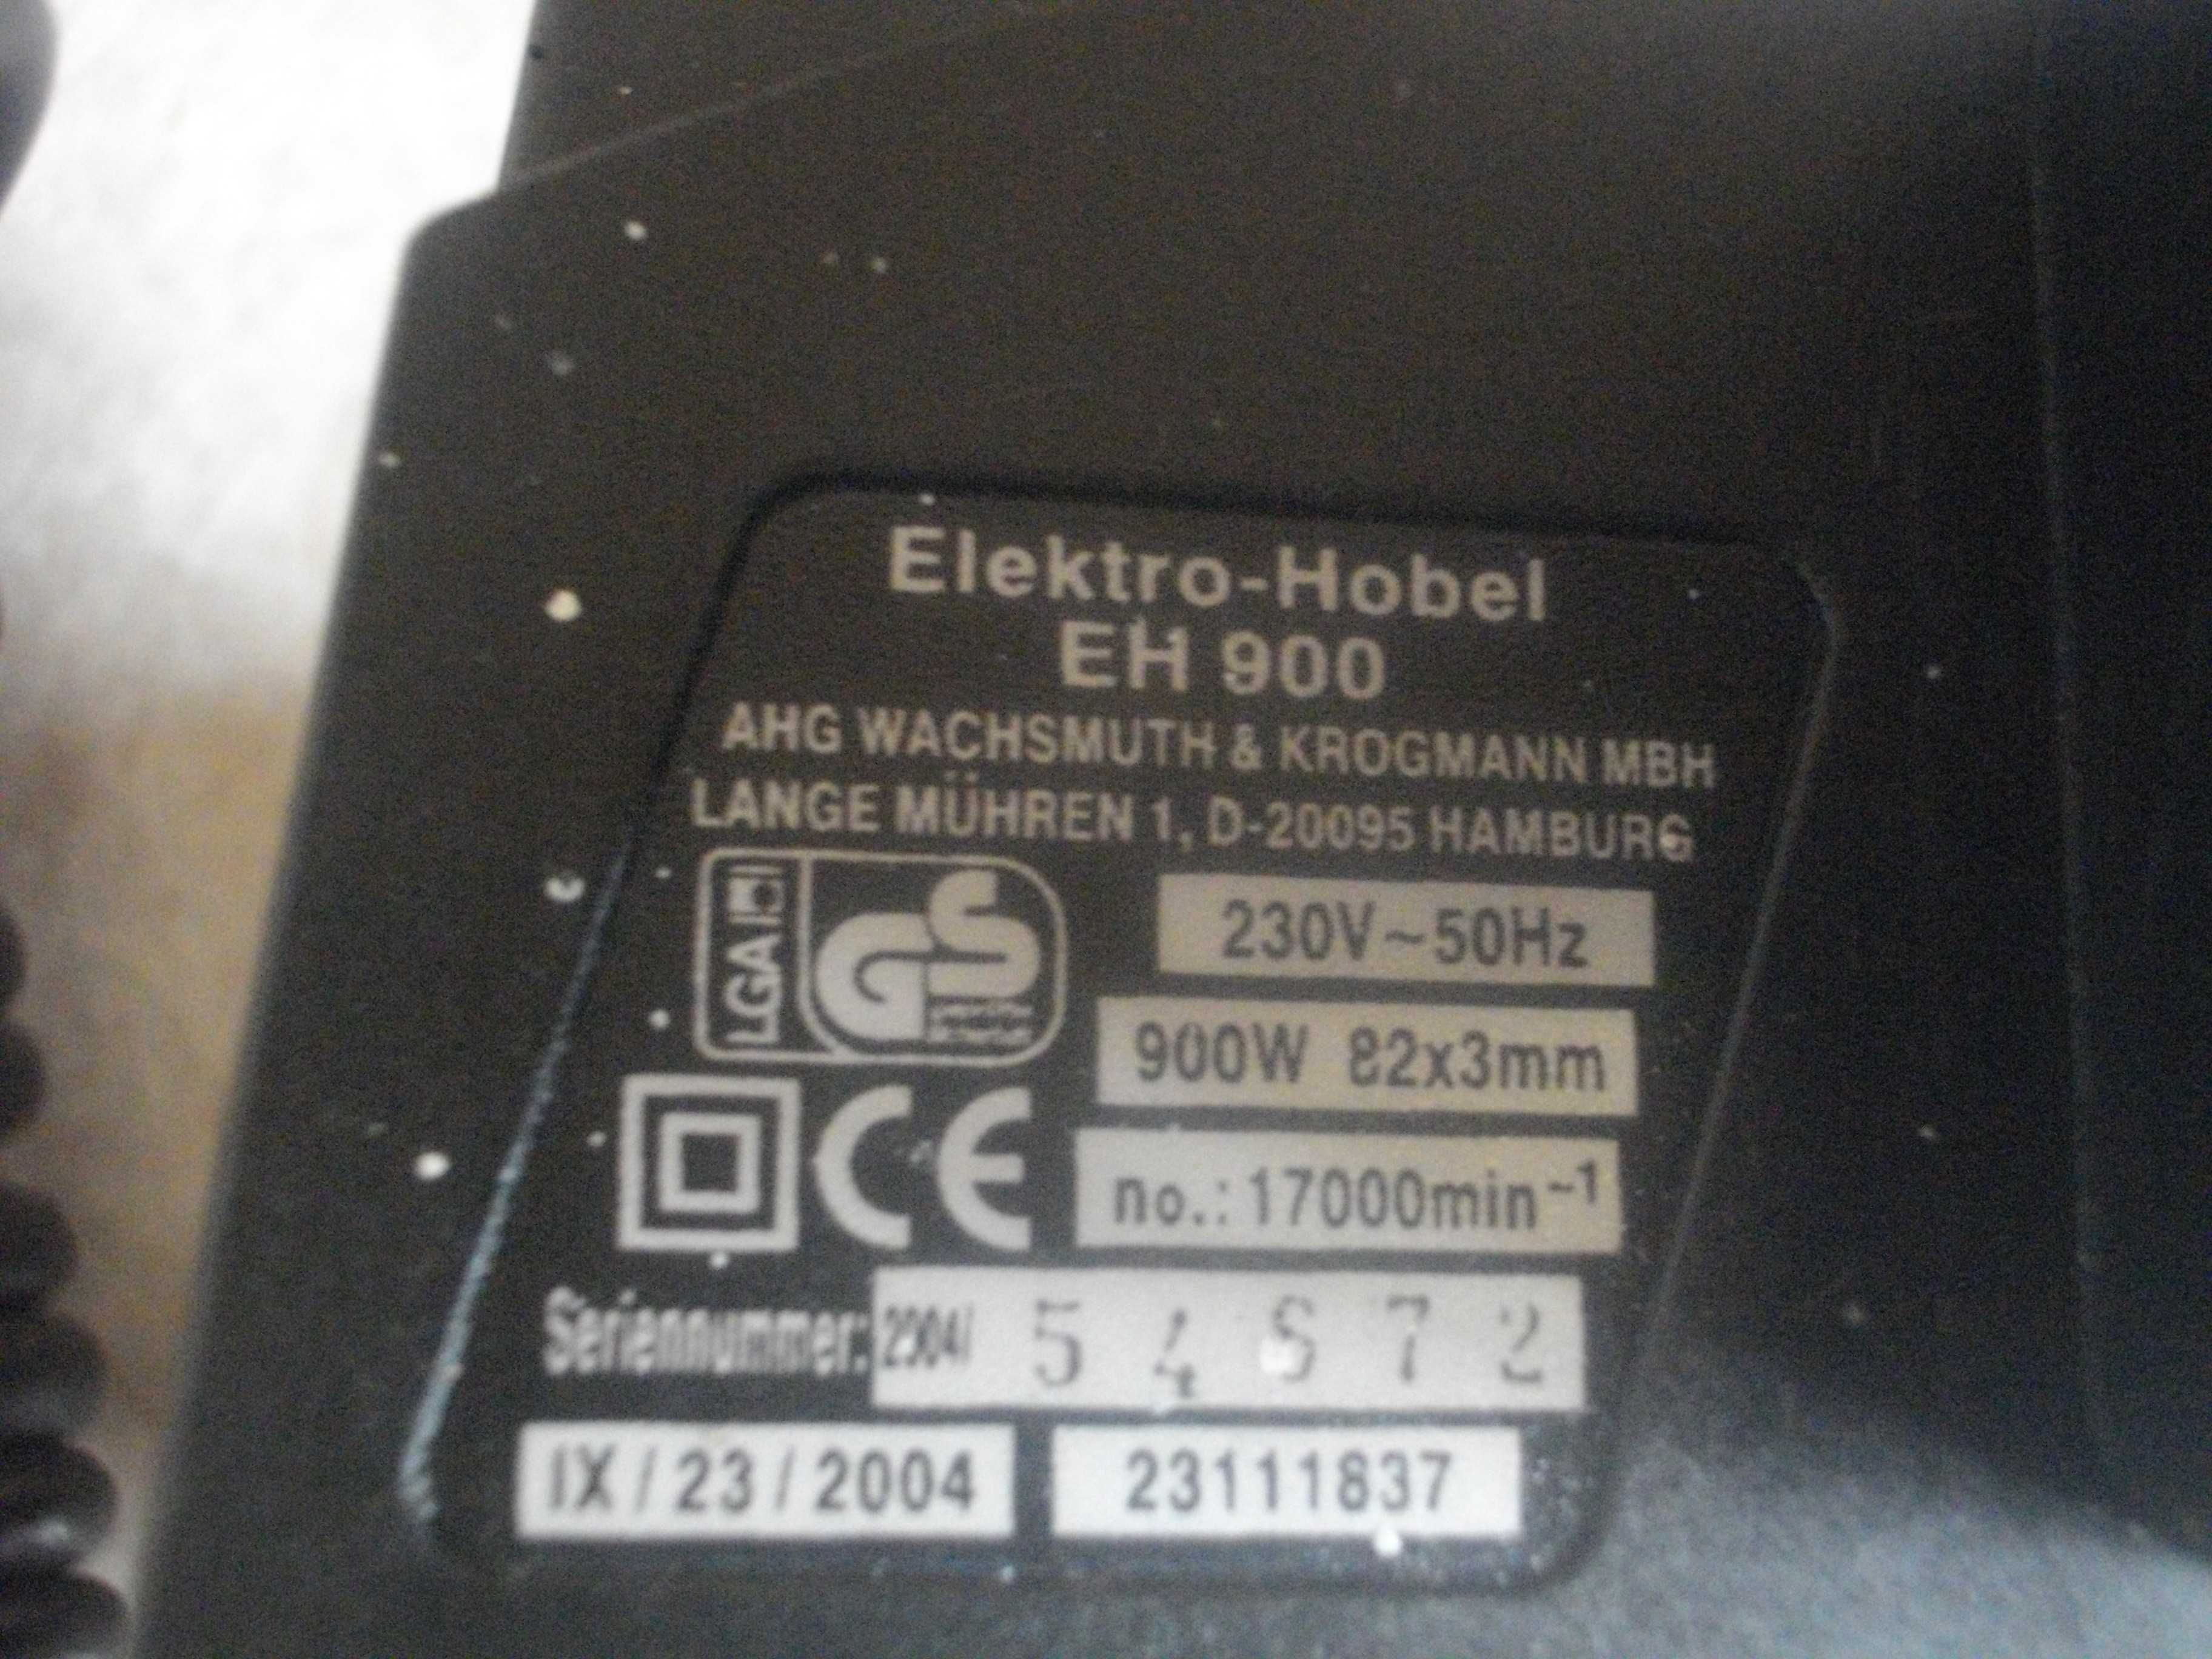 Elektro-Hobel
EH 900
AHG WACHSMUTH & KROGMANN MBH
LANGE MÜHREN 1, D-20095 HAMBURG
LGA
GS
230V~50Hz
900W 82x3mm
CE
no.: 17000min⁻¹
Seriennummer: 2004/ 5 4 6 7 2
IX / 23 / 2004
23111837